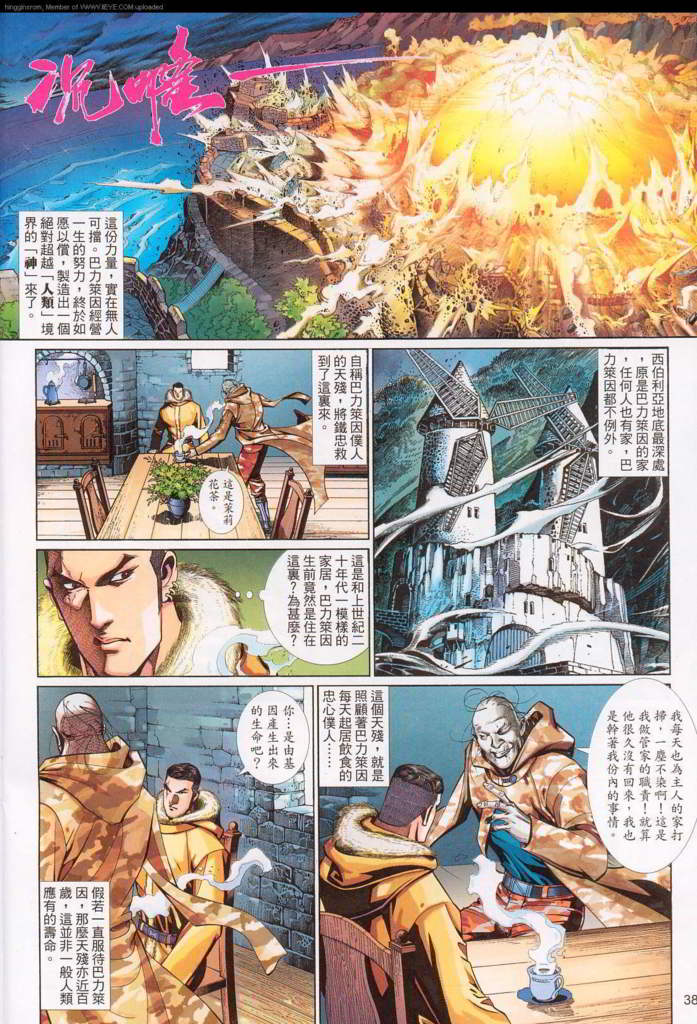 hingginsrom, Member of VWWV.IEYE.COM uploaded
這份力量，實在無人
可擋。巴力萊因經營
一生的努力，終於如
愿以償，製造出一個
絕對超越「人類」境
界的「神」來了。
西伯利亞地底最深處
，原是巴力萊因的家
，任何人也有家，巴
力萊因都不例外。
自稱巴力萊因僕人
的天殘，將鐵忠救
到了這裏來。
這是茉莉
花茶。
這是和上世紀二
十年代一模樣的
家居，巴力萊因
生前竟然是住在
這裏？為甚麼？
我每天也為主人的家打
掃，一塵不染啊！這是
我做管家的職責！就算
他很久沒有回來，我也
是幹著我份內的事情。
這個天殘，就是
照顧著巴力萊因
每天起居飲食的
忠心僕人……
你…是由基
因產生出來
的生命吧？
假若一直服待巴力萊
因，那麼天殘亦近百
歲，這並非一般人類
應有的壽命。
38